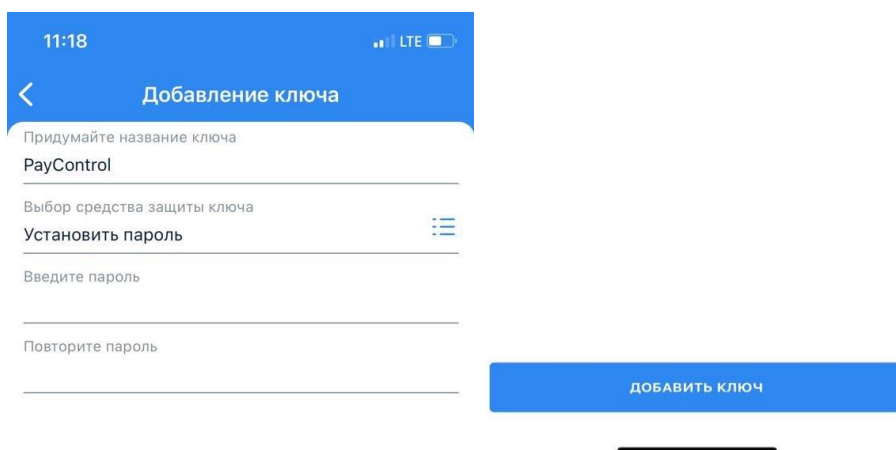 11:18 LTE
Добавление ключа
Придумайте название ключа
PayControl
Выбор средства защиты ключа
Установить пароль
Введите пароль
Повторите пароль
ДОБАВИТЬ КЛЮЧ